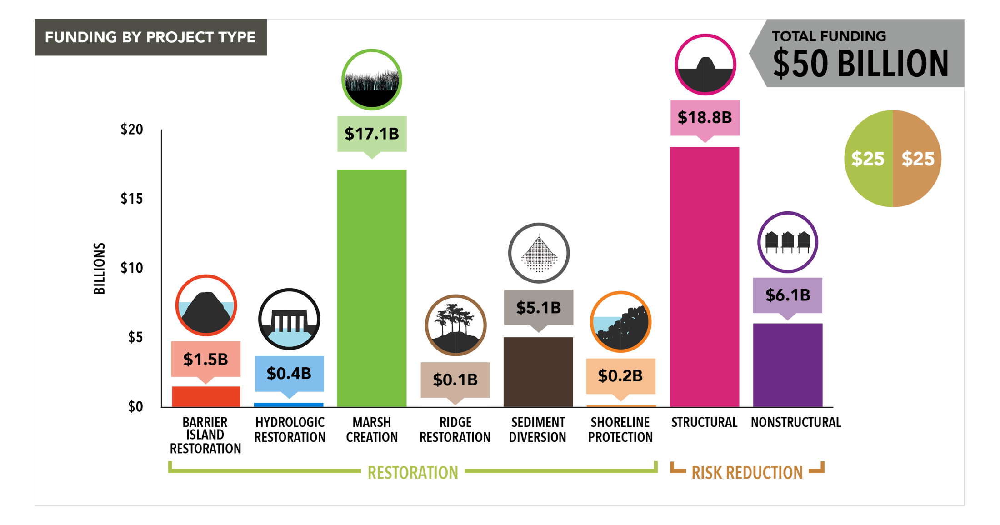 FUNDING BY PROJECT TYPE
TOTAL FUNDING
$50 BILLION
$25 $25
BILLIONS
$20
$15
$10
$5
$0
$1.5B
$0.4B
$17.1B
$0.1B
$5.1B
$0.2B
$18.8B
$6.1B
BARRIER
ISLAND
RESTORATION
HYDROLOGIC
RESTORATION
MARSH
CREATION
RIDGE
RESTORATION
SEDIMENT
DIVERSION
SHORELINE
PROTECTION
STRUCTURAL
NONSTRUCTURAL
RESTORATION
RISK REDUCTION